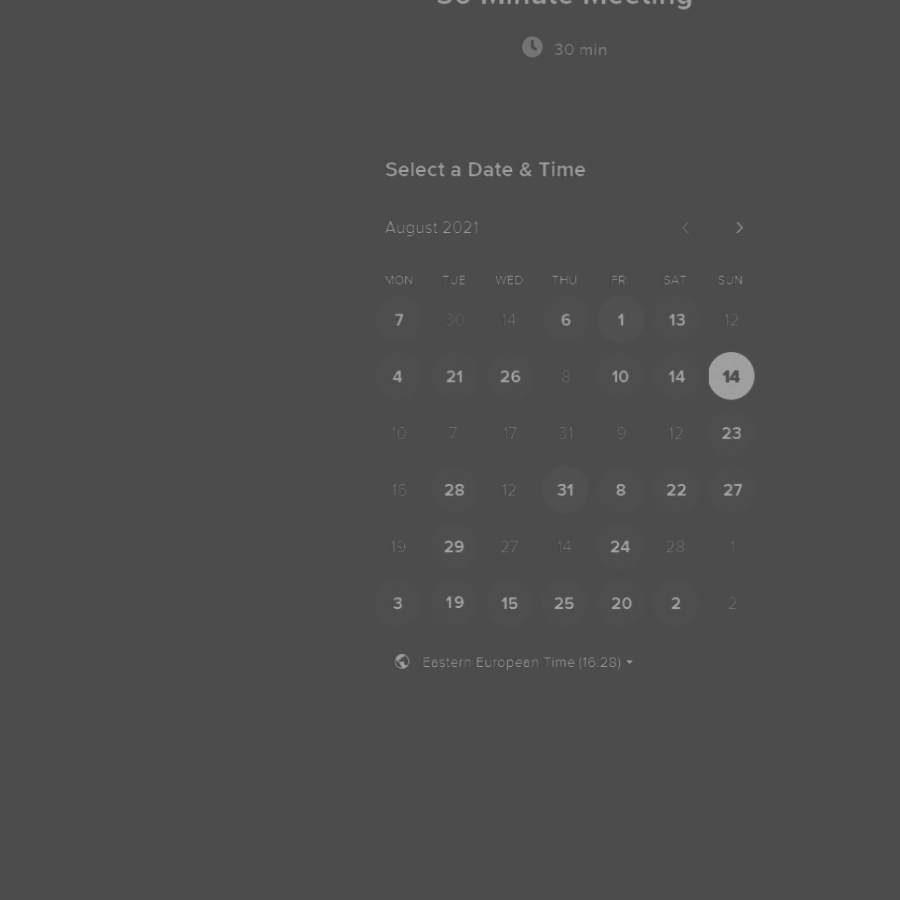 30 Minute Meeting
30 min
Select a Date & Time
August 2021
MON TUE WED THU FRI SAT SUN
7 30 14 6 1 13 12
4 21 26 8 10 14 14
10 7 17 31 9 12 23
16 28 12 31 8 22 27
19 29 27 14 24 28 1
3 19 15 25 20 2 2
Eastern European Time (16:28)